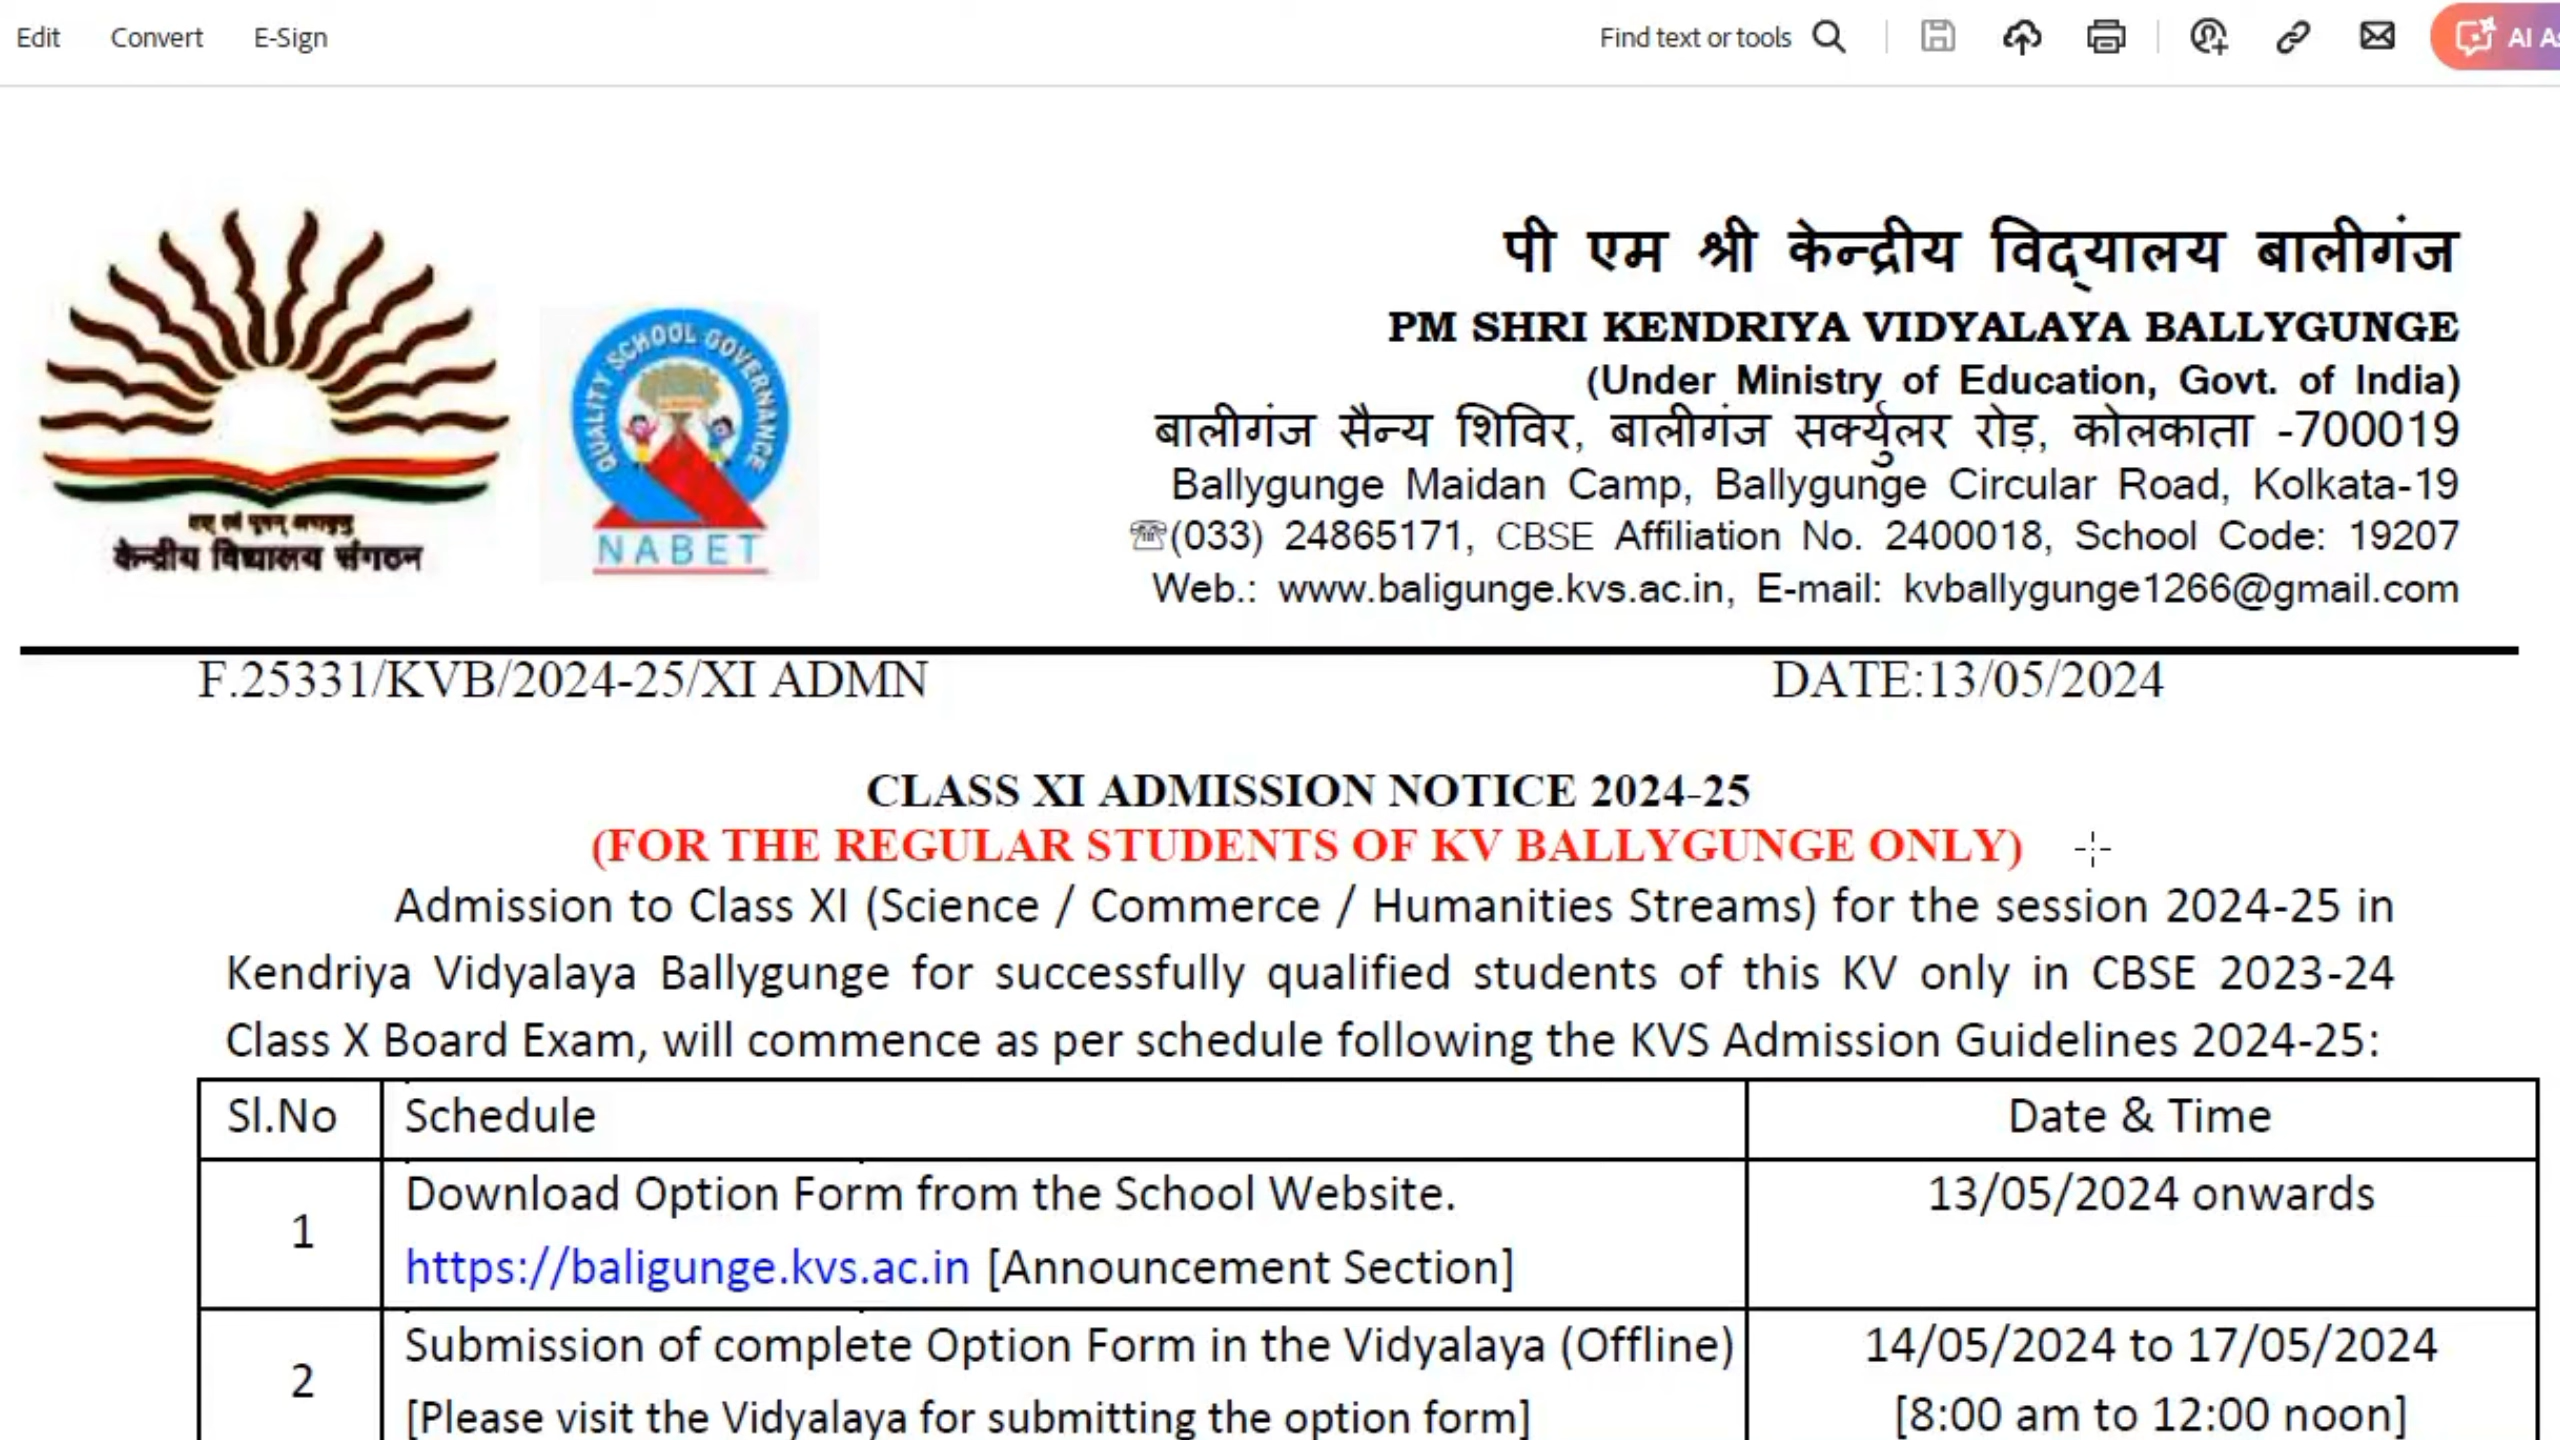 Edit Convert E-Sign Find text or tools AI As
पी एम श्री केन्द्रीय विद्यालय बालीगंज
PM SHRI KENDRIYA VIDYALAYA BALLYGUNGE
(Under Ministry of Education, Govt. of India)
बालीगंज सैन्य शिविर, बालीगंज सर्क्युलर रोड़, कोलकाता -700019
Ballygunge Maidan Camp, Ballygunge Circular Road, Kolkata-19
☏(033) 24865171, CBSE Affiliation No. 2400018, School Code: 19207
Web.: www.baligunge.kvs.ac.in, E-mail: kvballygunge1266@gmail.com
केन्द्रीय विद्यालय संगठन
QUALITY SCHOOL GOVERNANCE
NABET
F.25331/KVB/2024-25/XI ADMN DATE:13/05/2024
CLASS XI ADMISSION NOTICE 2024-25
(FOR THE REGULAR STUDENTS OF KV BALLYGUNGE ONLY)
Admission to Class XI (Science / Commerce / Humanities Streams) for the session 2024-25 in
Kendriya Vidyalaya Ballygunge for successfully qualified students of this KV only in CBSE 2023-24
Class X Board Exam, will commence as per schedule following the KVS Admission Guidelines 2024-25:
Sl.No Schedule Date & Time
1 Download Option Form from the School Website. 13/05/2024 onwards
https://baligunge.kvs.ac.in [Announcement Section]
2 Submission of complete Option Form in the Vidyalaya (Offline) 14/05/2024 to 17/05/2024
[Please visit the Vidyalaya for submitting the option form] [8:00 am to 12:00 noon]